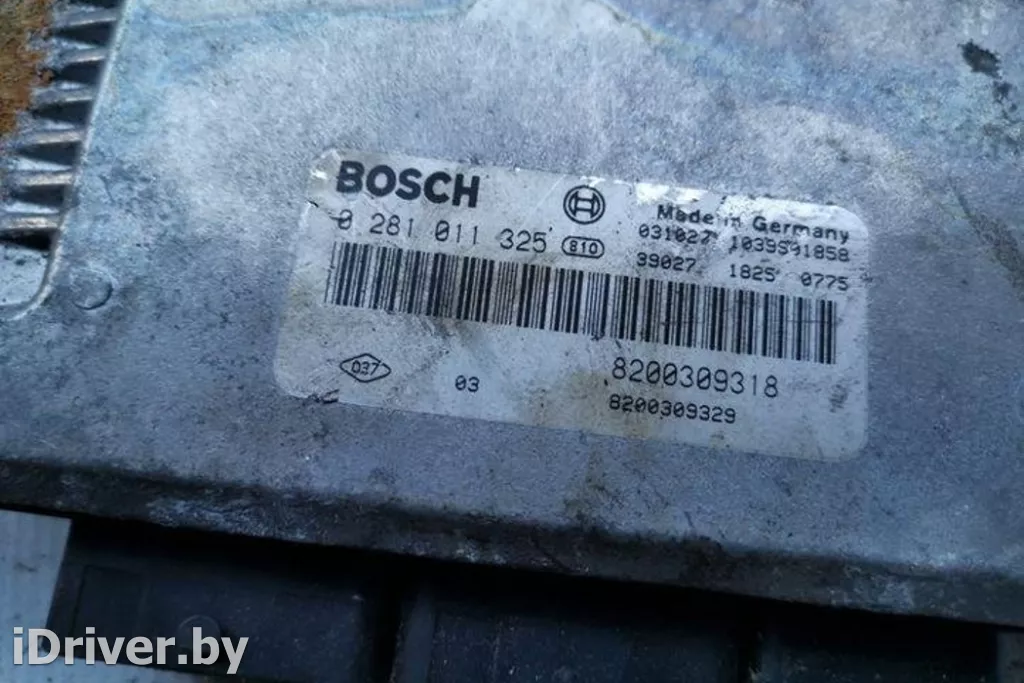 BOSCH
Made in Germany
0 281 011 325 810 031027 1039S91858
39027 1825 0775
037 03 8200309318
8200309329
iDriver.by